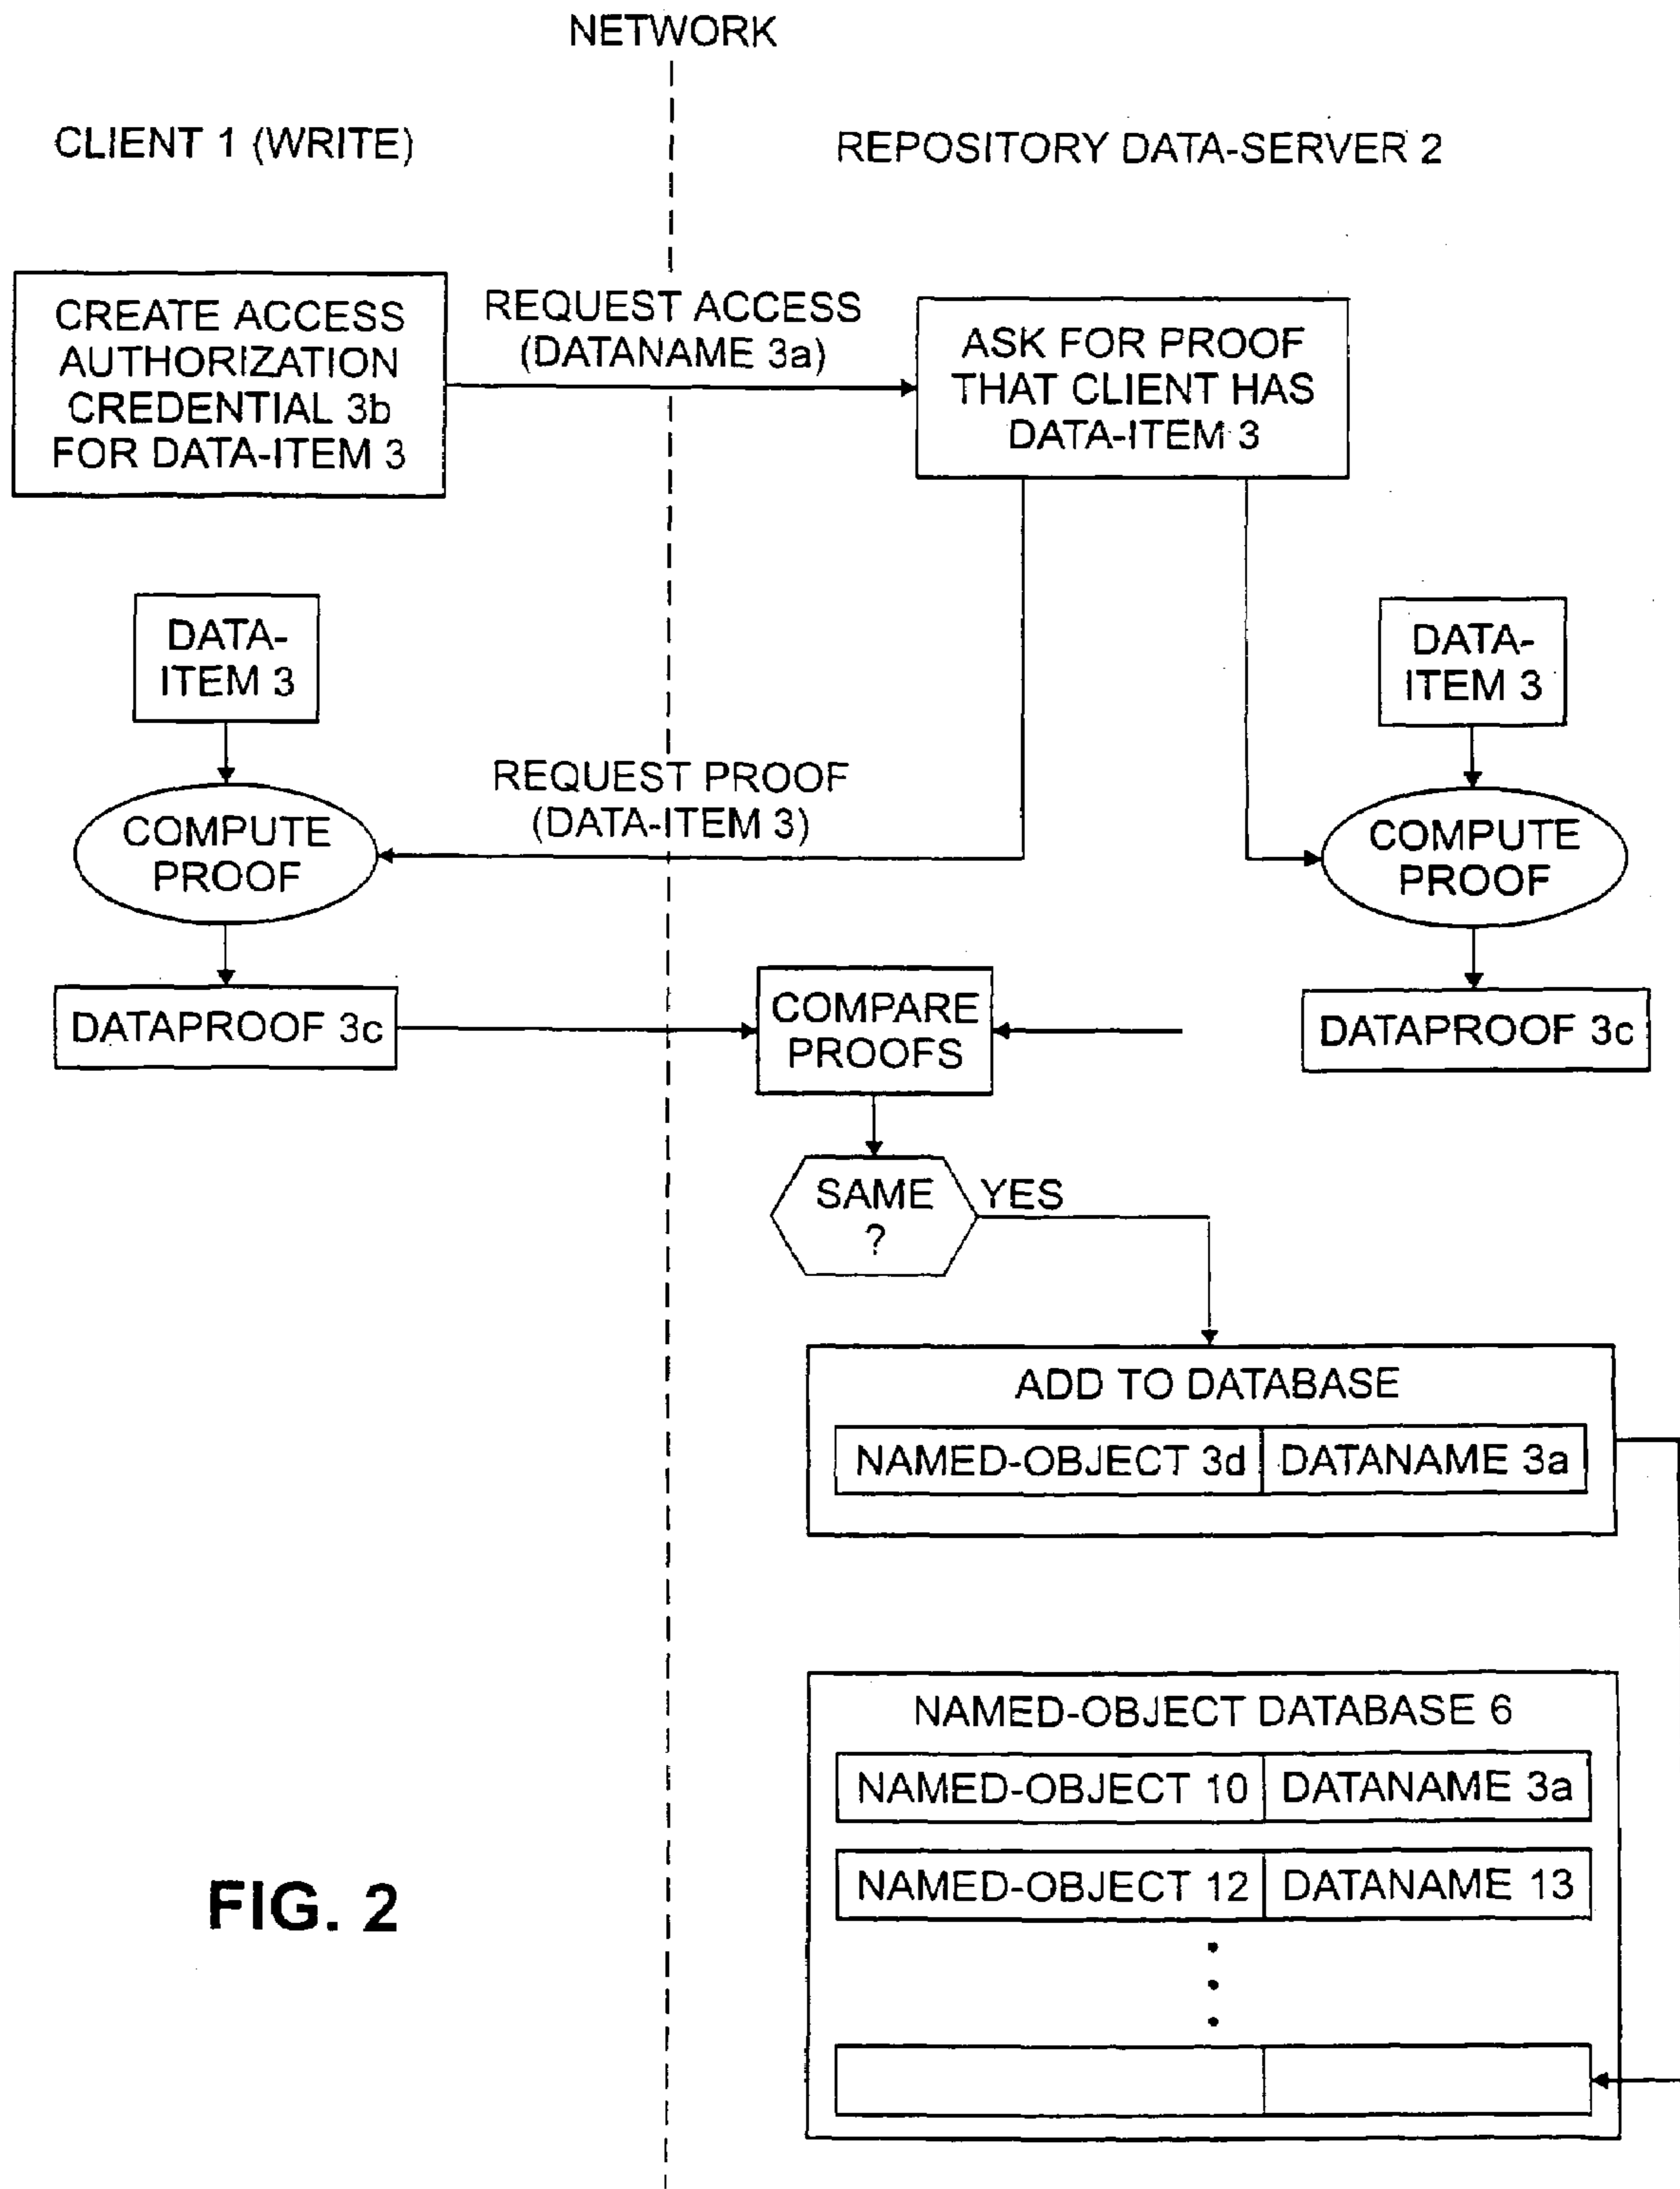 NETWORK
CLIENT 1 (WRITE)
REPOSITORY DATA-SERVER 2
CREATE ACCESS
AUTHORIZATION
CREDENTIAL 3b
FOR DATA-ITEM 3
REQUEST ACCESS
(DATANAME 3a)
ASK FOR PROOF
THAT CLIENT HAS
DATA-ITEM 3
DATA-
ITEM 3
DATA-
ITEM 3
REQUEST PROOF
(DATA-ITEM 3)
COMPUTE
PROOF
COMPUTE
PROOF
DATAPROOF 3c
COMPARE
PROOFS
DATAPROOF 3c
SAME
?
YES
ADD TO DATABASE
NAMED-OBJECT 3d DATANAME 3a
NAMED-OBJECT DATABASE 6
NAMED-OBJECT 10 DATANAME 3a
NAMED-OBJECT 12 DATANAME 13
FIG. 2